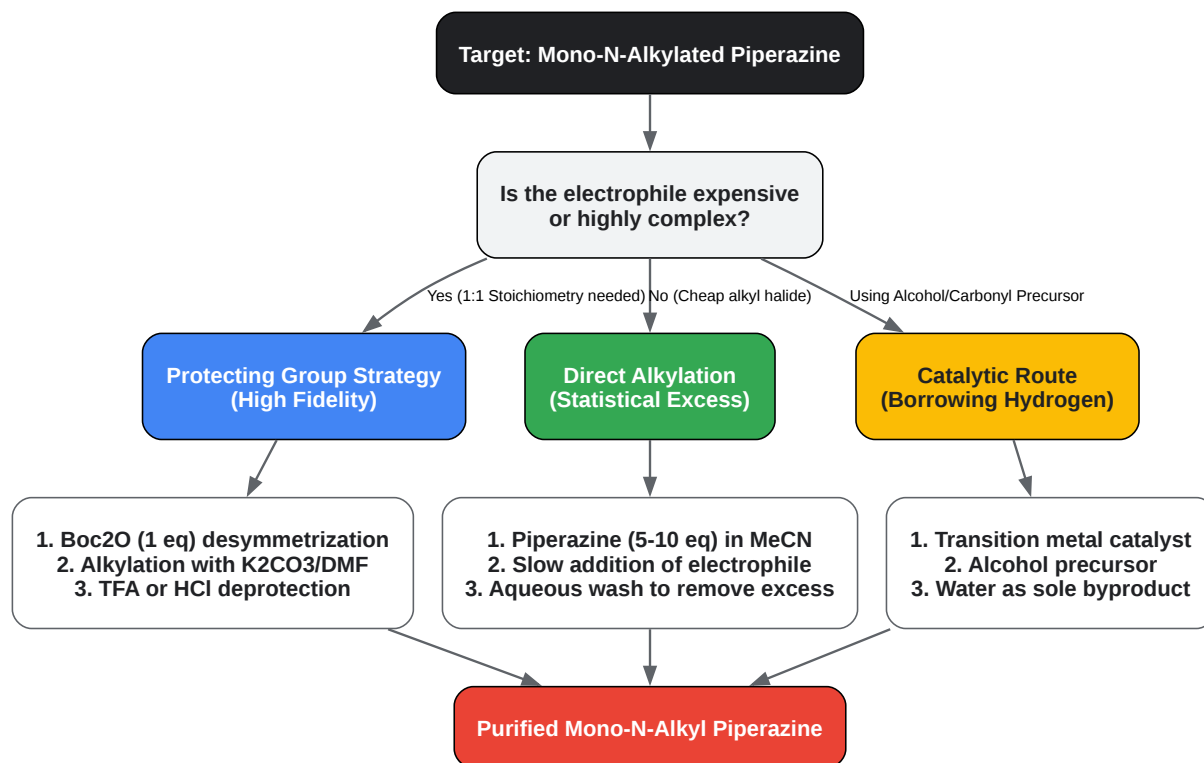 Target: Mono-N-Alkylated Piperazine
Is the electrophile expensive
or highly complex?
Yes (1:1 Stoichiometry needed)
No (Cheap alkyl halide)
Using Alcohol/Carbonyl Precursor
Protecting Group Strategy
(High Fidelity)
Direct Alkylation
(Statistical Excess)
Catalytic Route
(Borrowing Hydrogen)
1. Boc2O (1 eq) desymmetrization
2. Alkylation with K2CO3/DMF
3. TFA or HCl deprotection
1. Piperazine (5-10 eq) in MeCN
2. Slow addition of electrophile
3. Aqueous wash to remove excess
1. Transition metal catalyst
2. Alcohol precursor
3. Water as sole byproduct
Purified Mono-N-Alkyl Piperazine